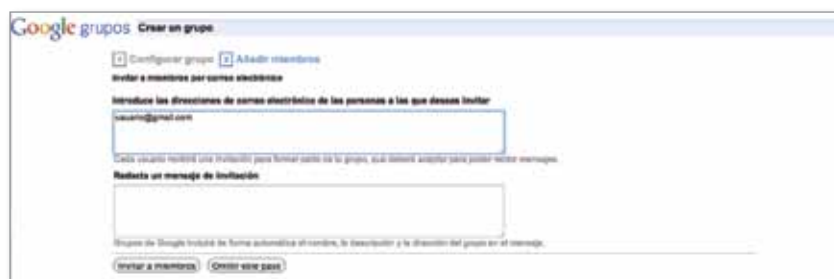 Google grupos Crear un grupo
1 Configurar grupo 2 Añadir miembros
Invitar a miembros por correo electrónico
Introduce las direcciones de correo electrónico de las personas a las que deseas invitar
usuario@gmail.com
Cada usuario recibirá una invitación para formar parte de tu grupo, que deberá aceptar para poder recibir mensajes.
Redacta un mensaje de invitación
Grupos de Google incluirá de forma automática el nombre, la descripción y la dirección del grupo en el mensaje.
Invitar a miembros Omitir este paso